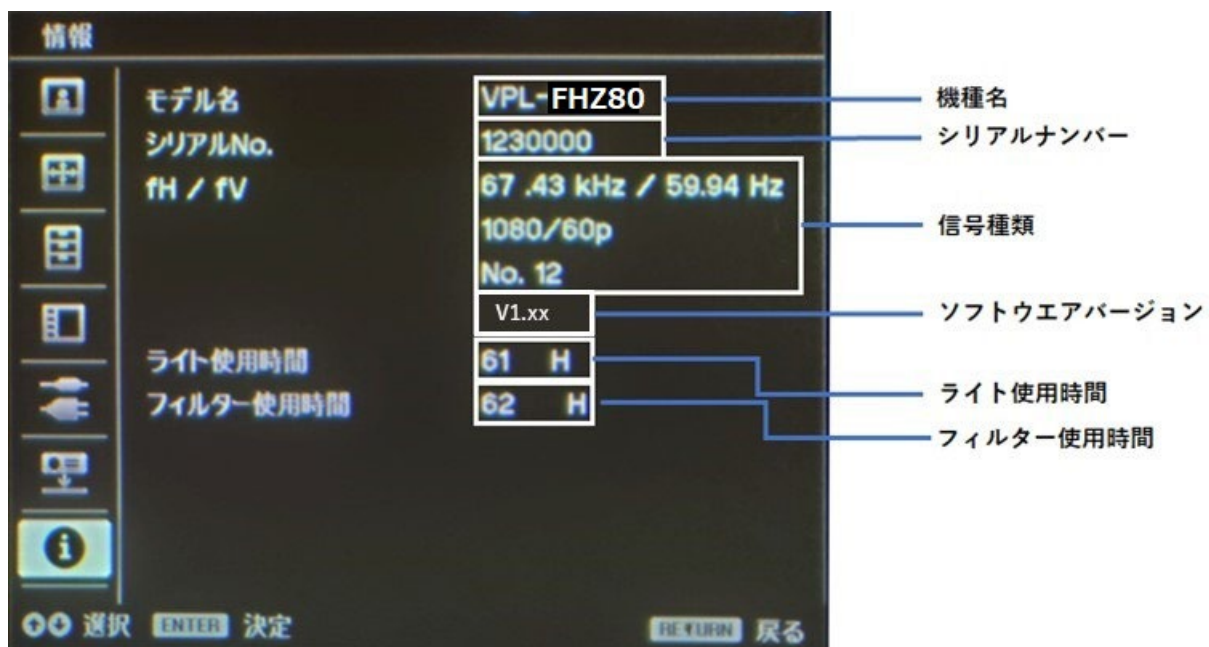 情報
モデル名 VPL-FHZ80 機種名
シリアルNo. 1230000 シリアルナンバー
fH / fV 67 .43 kHz / 59.94 Hz
1080/60p 信号種類
No. 12
V1.xx ソフトウエアバージョン
ライト使用時間 61 H ライト使用時間
フィルター使用時間 62 H フィルター使用時間
選択 ENTER 決定 RETURN 戻る